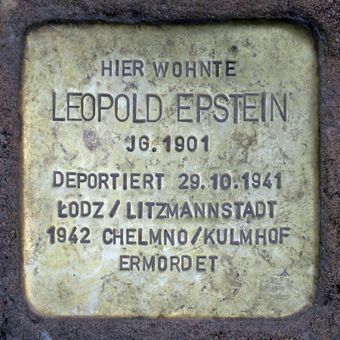 HIER WOHNTE
LEOPOLD EPSTEIN
JG. 1901
DEPORTIERT 29.10.1941
ŁODZ / LITZMANNSTADT
1942 CHELMNO/KULMHOF
ERMORDET